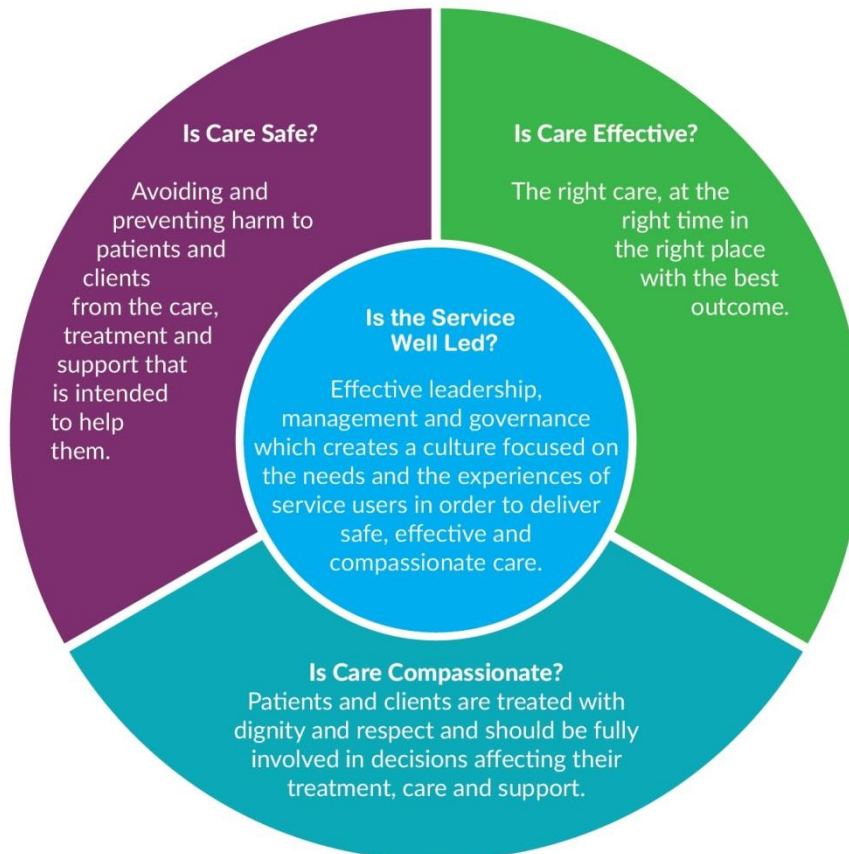 Is Care Safe?
Avoiding and
preventing harm to
patients and
clients
from the care,
treatment and
support that
is intended
to help
them.
Is Care Effective?
The right care, at the
right time in
the right place
with the best
outcome.
Is the Service
Well Led?
Effective leadership,
management and governance
which creates a culture focused on
the needs and the experiences of
service users in order to deliver
safe, effective and
compassionate care.
Is Care Compassionate?
Patients and clients are treated with
dignity and respect and should be fully
involved in decisions affecting their
treatment, care and support.